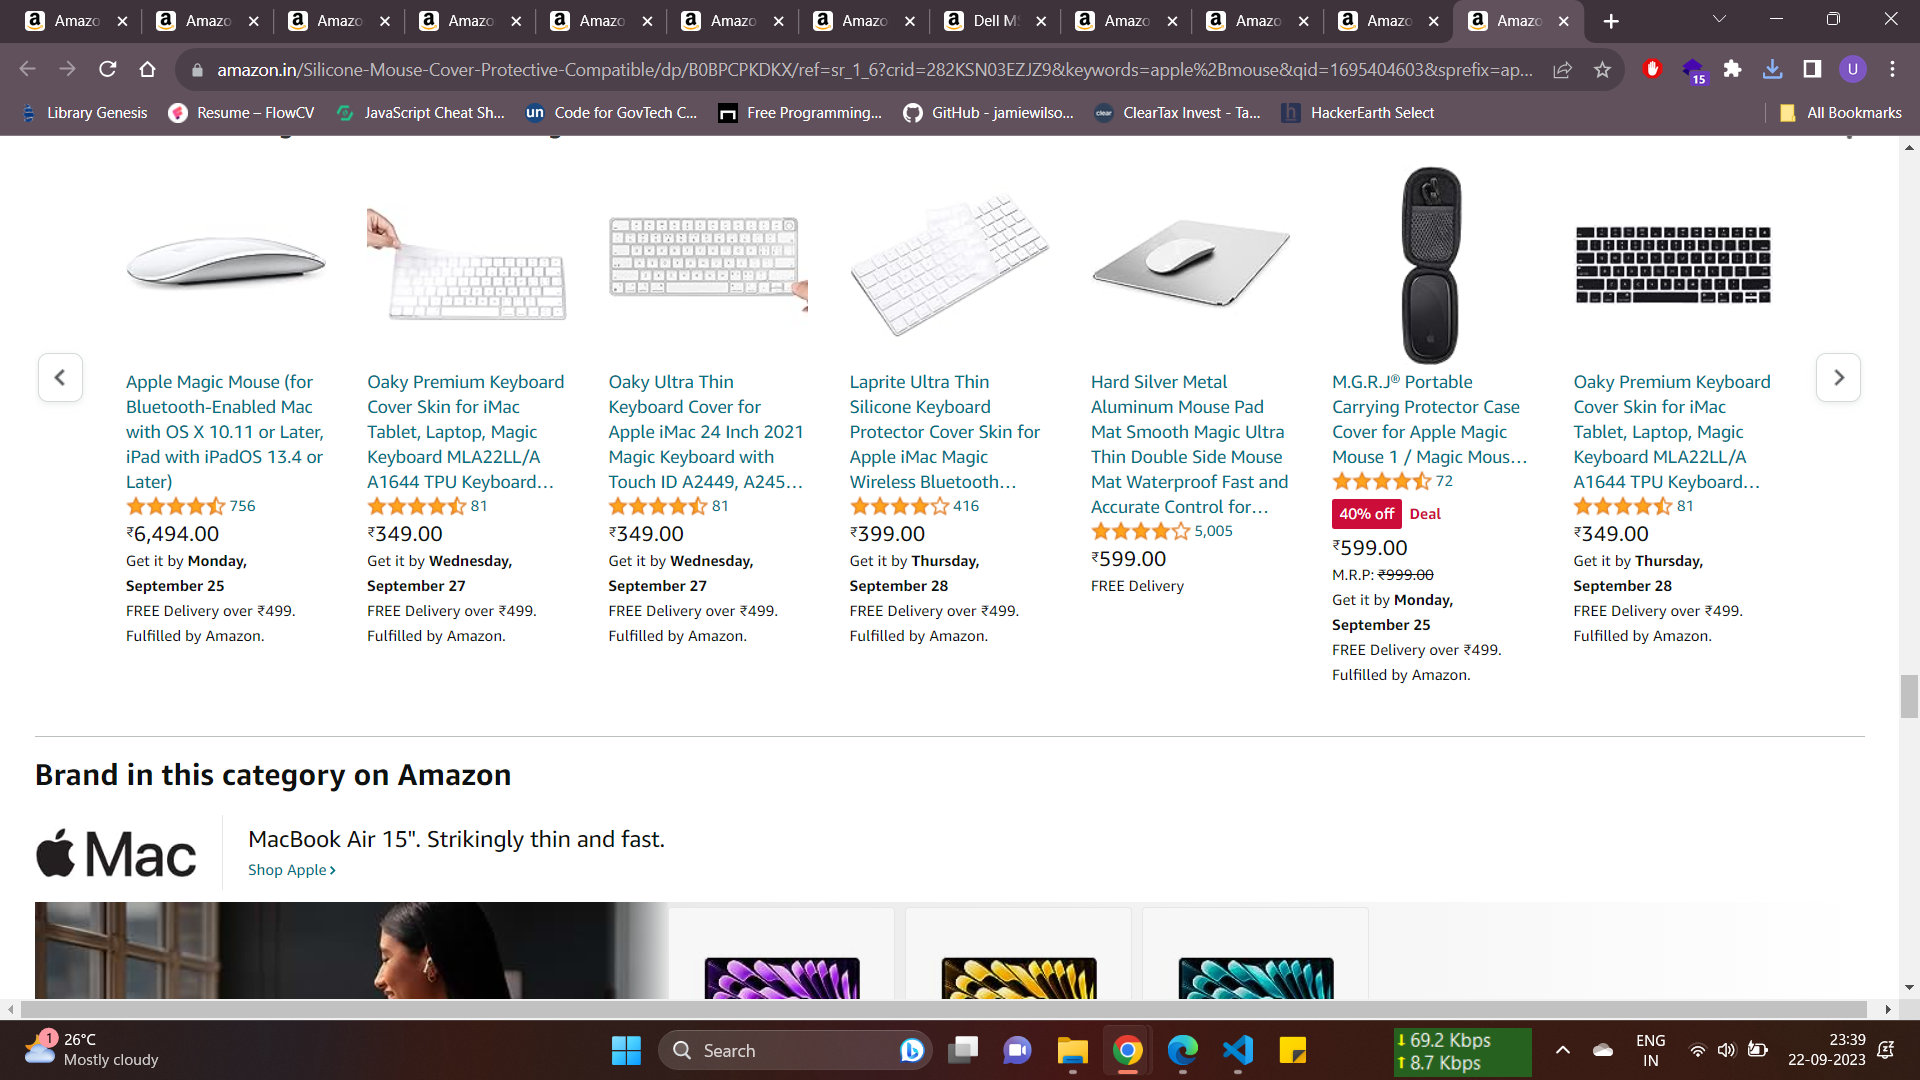 Amazo
Amazo
Amazo
Amazo
Amazo
Amazo
Amazo
Dell M
Amazo
Amazo
Amazo
Amazo
amazon.in/Silicone-Mouse-Cover-Protective-Compatible/dp/B0BPCPKDKX/ref=sr_1_6?crid=282KSN03EZJZ9&keywords=apple%2Bmouse&qid=1695404603&sprefix=ap...
15
U
Library Genesis
Resume – FlowCV
JavaScript Cheat Sh...
un Code for GovTech C...
Free Programming...
GitHub - jamiewilso...
clear ClearTax Invest - Ta...
h HackerEarth Select
All Bookmarks
Apple Magic Mouse (for
Bluetooth-Enabled Mac
with OS X 10.11 or Later,
iPad with iPadOS 13.4 or
Later)
756
₹6,494.00
Get it by Monday,
September 25
FREE Delivery over ₹499.
Fulfilled by Amazon.
Oaky Premium Keyboard
Cover Skin for iMac
Tablet, Laptop, Magic
Keyboard MLA22LL/A
A1644 TPU Keyboard...
81
₹349.00
Get it by Wednesday,
September 27
FREE Delivery over ₹499.
Fulfilled by Amazon.
Oaky Ultra Thin
Keyboard Cover for
Apple iMac 24 Inch 2021
Magic Keyboard with
Touch ID A2449, A245...
81
₹349.00
Get it by Wednesday,
September 27
FREE Delivery over ₹499.
Fulfilled by Amazon.
Laprite Ultra Thin
Silicone Keyboard
Protector Cover Skin for
Apple iMac Magic
Wireless Bluetooth...
416
₹399.00
Get it by Thursday,
September 28
FREE Delivery over ₹499.
Fulfilled by Amazon.
Hard Silver Metal
Aluminum Mouse Pad
Mat Smooth Magic Ultra
Thin Double Side Mouse
Mat Waterproof Fast and
Accurate Control for...
5,005
₹599.00
FREE Delivery
M.G.R.J® Portable
Carrying Protector Case
Cover for Apple Magic
Mouse 1 / Magic Mous...
72
40% off Deal
₹599.00
M.R.P: ₹999.00
Get it by Monday,
September 25
FREE Delivery over ₹499.
Fulfilled by Amazon.
Oaky Premium Keyboard
Cover Skin for iMac
Tablet, Laptop, Magic
Keyboard MLA22LL/A
A1644 TPU Keyboard...
81
₹349.00
Get it by Thursday,
September 28
FREE Delivery over ₹499.
Fulfilled by Amazon.
Brand in this category on Amazon
Mac
MacBook Air 15". Strikingly thin and fast.
Shop Apple ›
1
26°C
Mostly cloudy
Search
69.2 Kbps
8.7 Kbps
ENG
IN
23:39
22-09-2023